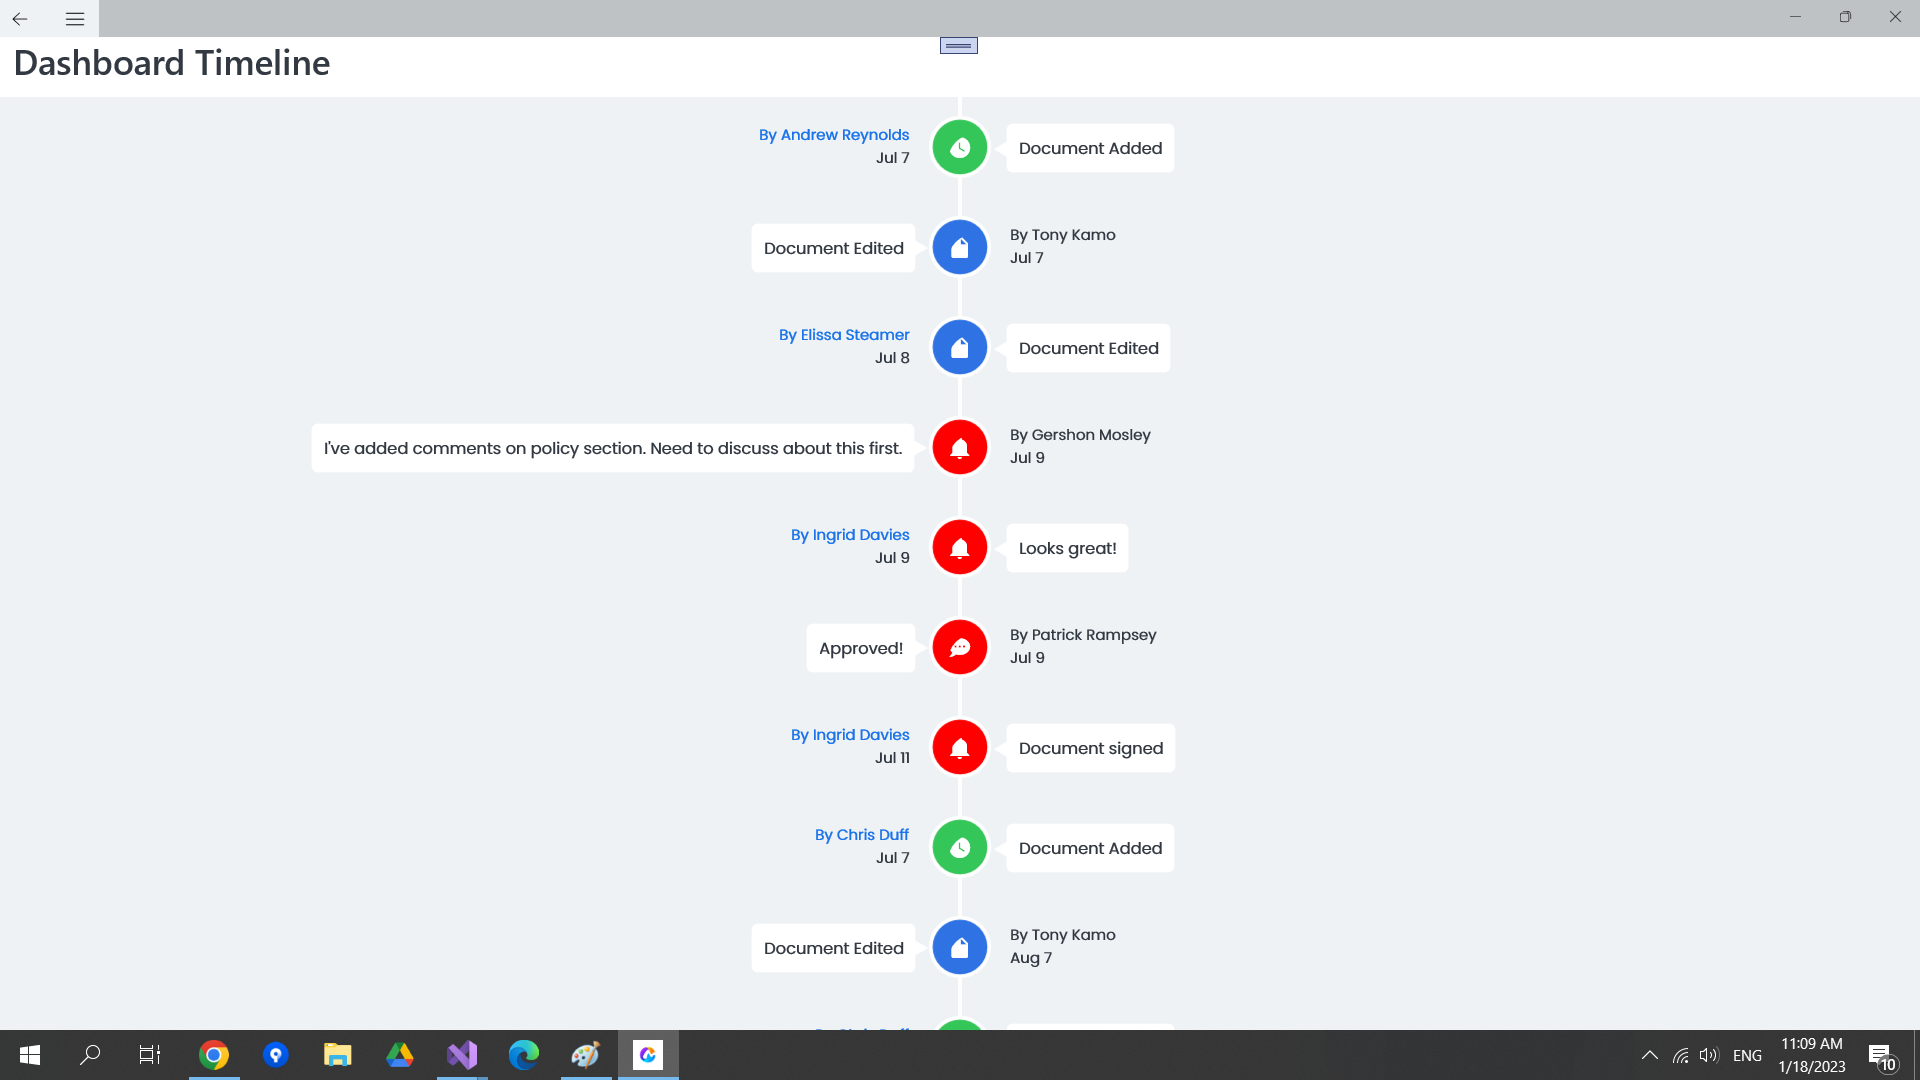 Dashboard Timeline
By Andrew Reynolds
Jul 7
Document Added
Document Edited
By Tony Kamo
Jul 7
By Elissa Steamer
Jul 8
Document Edited
I've added comments on policy section. Need to discuss about this first.
By Gershon Mosley
Jul 9
By Ingrid Davies
Jul 9
Looks great!
Approved!
By Patrick Rampsey
Jul 9
By Ingrid Davies
Jul 11
Document signed
By Chris Duff
Jul 7
Document Added
Document Edited
By Tony Kamo
Aug 7
ENG
11:09 AM
1/18/2023
10